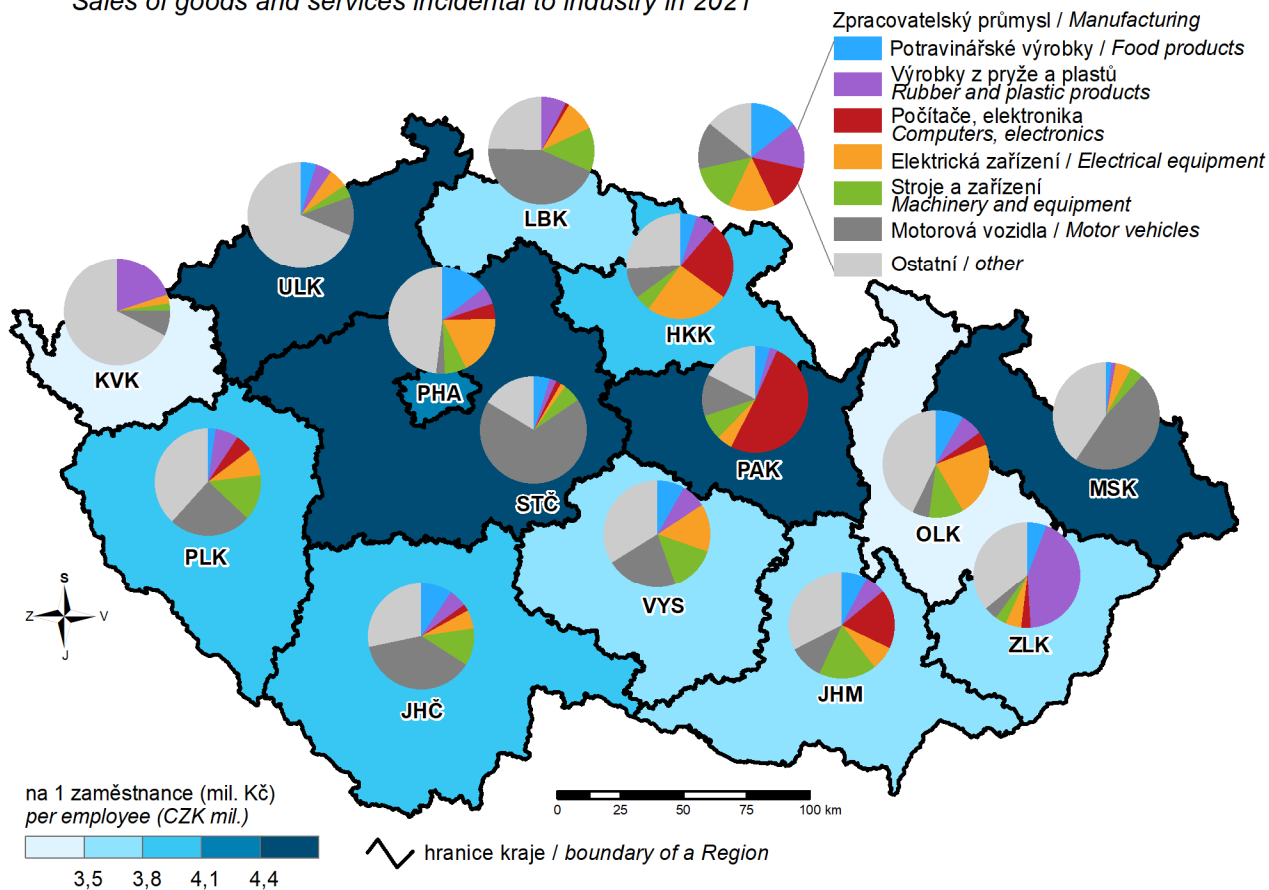 Sales of goods and services incidental to industry in 2021
Zpracovatelský průmysl / Manufacturing
Potravinářské výrobky / Food products
Výrobky z pryže a plastů
Rubber and plastic products
Počítače, elektronika
Computers, electronics
Elektrická zařízení / Electrical equipment
Stroje a zařízení
Machinery and equipment
Motorová vozidla / Motor vehicles
Ostatní / other
LBK
ULK
HKK
KVK
PHA
PAK
MSK
STČ
OLK
PLK
VYS
ZLK
JHM
JHČ
S
Z
V
J
na 1 zaměstnance (mil. Kč)
per employee (CZK mil.)
3,5 3,8 4,1 4,4
0 25 50 75 100 km
hranice kraje / boundary of a Region